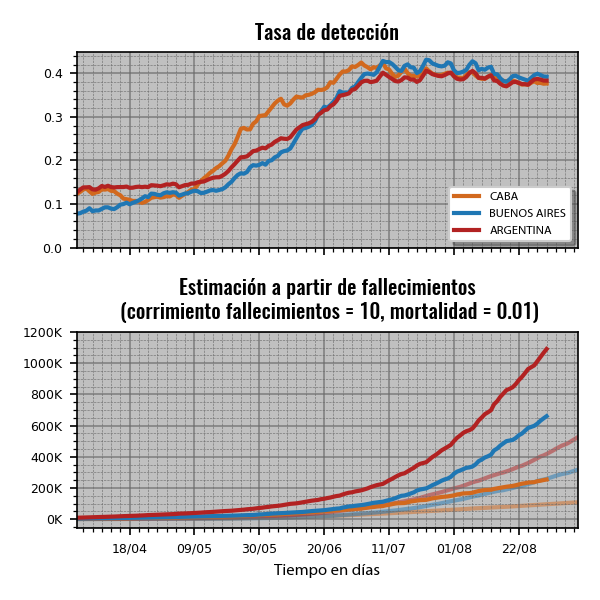 Tasa de detección
0.4
0.3
0.2
0.1
0.0
CABA
BUENOS AIRES
ARGENTINA
Estimación a partir de fallecimientos
(corrimiento fallecimientos = 10, mortalidad = 0.01)
1200K
1000K
800K
600K
400K
200K
0K
18/04 09/05 30/05 20/06 11/07 01/08 22/08
Tiempo en días